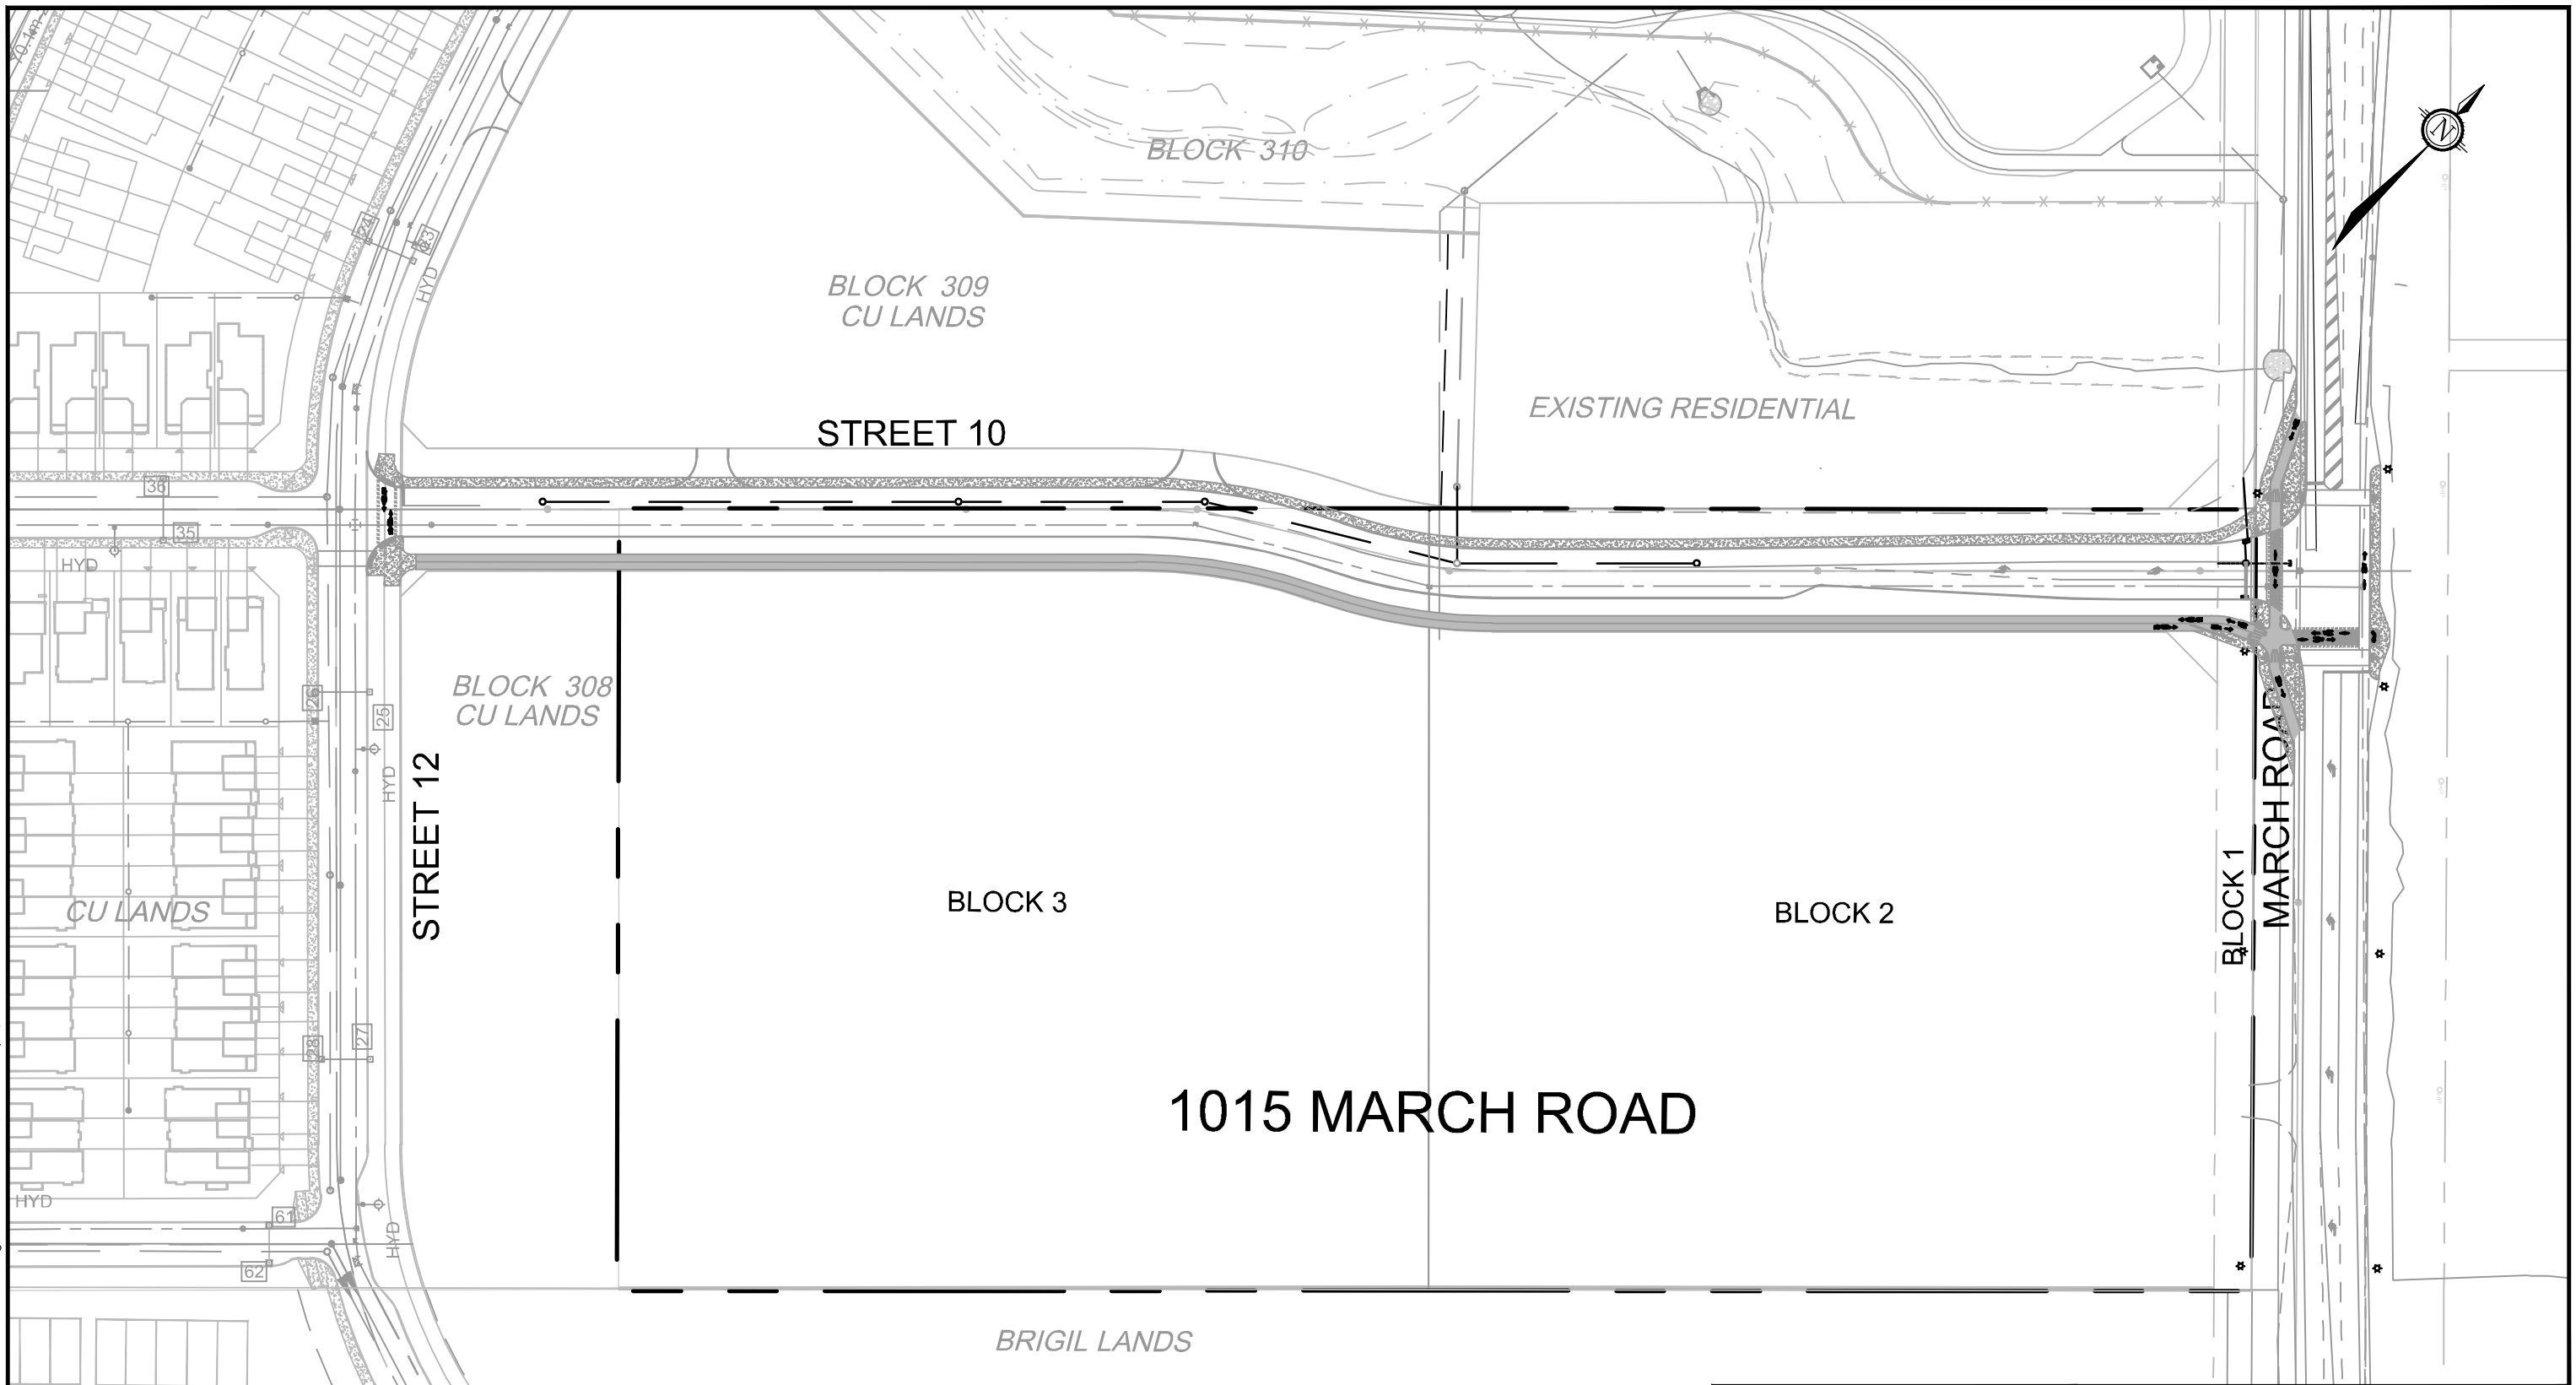 N
BLOCK 310
24
23
HYD
BLOCK 309
CU LANDS
EXISTING RESIDENTIAL
STREET 10
36
35
HYD
BLOCK 308
CU LANDS
26
25
HYD
STREET 12
MARCH ROAD
BLOCK 1
BLOCK 3
BLOCK 2
CU LANDS
28
27
1015 MARCH ROAD
HYD
61
HYD
62
BRIGIL LANDS